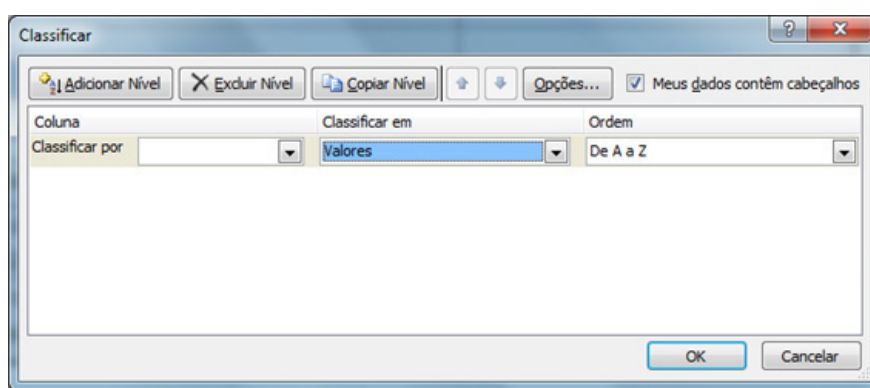 Classificar
Adicionar Nível Excluir Nível Copiar Nível Opções... Meus dados contêm cabeçalhos
Coluna Classificar em Ordem
Classificar por Valores De A a Z
OK Cancelar